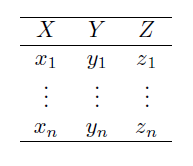 X Y Z
x₁ y₁ z₁
⋮ ⋮ ⋮
xₙ yₙ zₙ